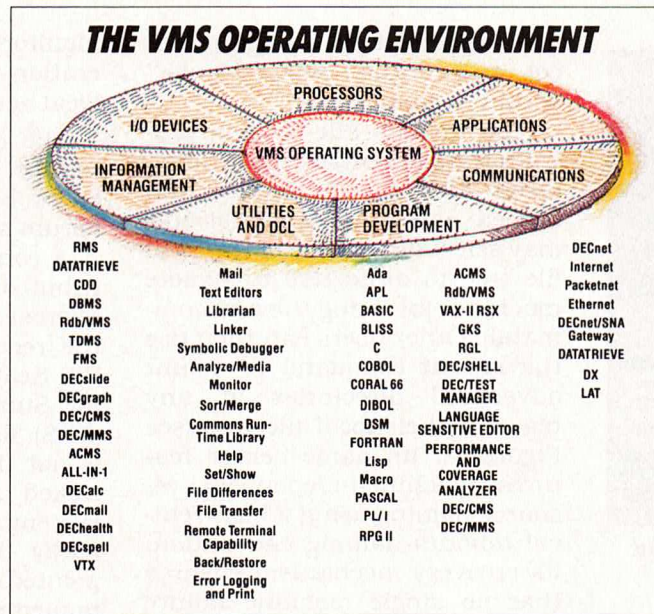 THE VMS OPERATING ENVIRONMENT
PROCESSORS
I/O DEVICES
APPLICATIONS
VMS OPERATING SYSTEM
INFORMATION
MANAGEMENT
COMMUNICATIONS
UTILITIES
AND DCL
PROGRAM
DEVELOPMENT
RMS
DATATRIEVE
CDD
DBMS
Rdb/VMS
TDMS
FMS
DECslide
DECgraph
DEC/CMS
DEC/MMS
ACMS
ALL-IN-1
DECalc
DECmail
DEChealth
DECspell
VTX
Mail
Text Editors
Librarian
Linker
Symbolic Debugger
Analyze/Media
Monitor
Sort/Merge
Commons Run-
Time Library
Help
Set/Show
File Differences
File Transfer
Remote Terminal
Capability
Back/Restore
Error Logging
and Print
Ada
APL
BASIC
BLISS
C
COBOL
CORAL 66
DIBOL
DSM
FORTRAN
Lisp
Macro
PASCAL
PL/I
RPG II
ACMS
Rdb/VMS
VAX-II RSX
GKS
RGL
DEC/SHELL
DEC/TEST
MANAGER
LANGUAGE
SENSITIVE EDITOR
PERFORMANCE
AND
COVERAGE
ANALYZER
DEC/CMS
DEC/MMS
DECnet
Internet
Packetnet
Ethernet
DECnet/SNA
Gateway
DATATRIEVE
DX
LAT